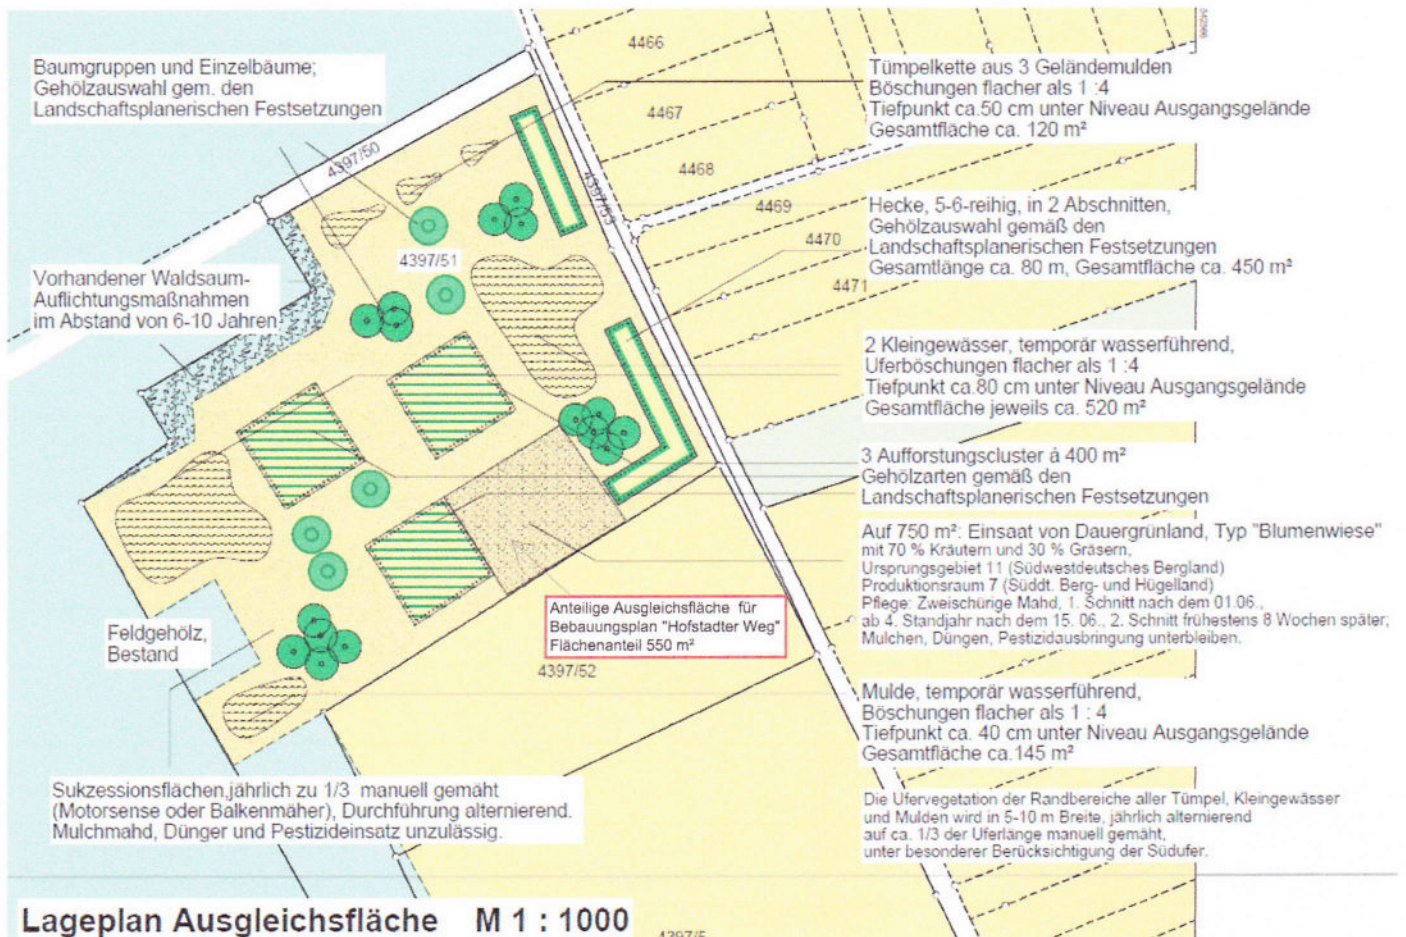 Baumgruppen und Einzelbäume;
Gehölzauswahl gem. den
Landschaftsplanerischen Festsetzungen
Vorhandener Waldsaum-
Auflichtungsmaßnahmen
im Abstand von 6-10 Jahren
Feldgehölz,
Bestand
Sukzessionsflächen,jährlich zu 1/3 manuell gemäht
(Motorsense oder Balkenmäher), Durchführung alternierend.
Mulchmahd, Dünger und Pestizideinsatz unzulässig.
4397/50
4397/51
4397/53
4397/52
4466
4467
4468
4469
4470
4471
Anteilige Ausgleichsfläche für
Bebauungsplan "Hofstadter Weg"
Flächenanteil 550 m²
Tümpelkette aus 3 Geländemulden
Böschungen flacher als 1 :4
Tiefpunkt ca.50 cm unter Niveau Ausgangsgelände
Gesamtfläche ca. 120 m²
Hecke, 5-6-reihig, in 2 Abschnitten,
Gehölzauswahl gemäß den
Landschaftsplanerischen Festsetzungen
Gesamtlänge ca. 80 m, Gesamtfläche ca. 450 m²
2 Kleingewässer, temporär wasserführend,
Uferböschungen flacher als 1 :4
Tiefpunkt ca.80 cm unter Niveau Ausgangsgelände
Gesamtfläche jeweils ca. 520 m²
3 Aufforstungscluster á 400 m²
Gehölzarten gemäß den
Landschaftsplanerischen Festsetzungen
Auf 750 m²: Einsaat von Dauergrünland, Typ "Blumenwiese"
mit 70 % Kräutern und 30 % Gräsern,
Ursprungsgebiet 11 (Südwestdeutsches Bergland)
Produktionsraum 7 (Süddt. Berg- und Hügelland)
Pflege: Zweischürige Mahd, 1. Schnitt nach dem 01.06.,
ab 4. Standjahr nach dem 15. 06., 2. Schnitt frühestens 8 Wochen später;
Mulchen, Düngen, Pestizidausbringung unterbleiben.
Mulde, temporär wasserführend,
Böschungen flacher als 1 : 4
Tiefpunkt ca. 40 cm unter Niveau Ausgangsgelände
Gesamtfläche ca.145 m²
Die Ufervegetation der Randbereiche aller Tümpel, Kleingewässer
und Mulden wird in 5-10 m Breite, jährlich alternierend
auf ca. 1/3 der Uferlänge manuell gemäht,
unter besonderer Berücksichtigung der Südufer.
Lageplan Ausgleichsfläche M 1 : 1000